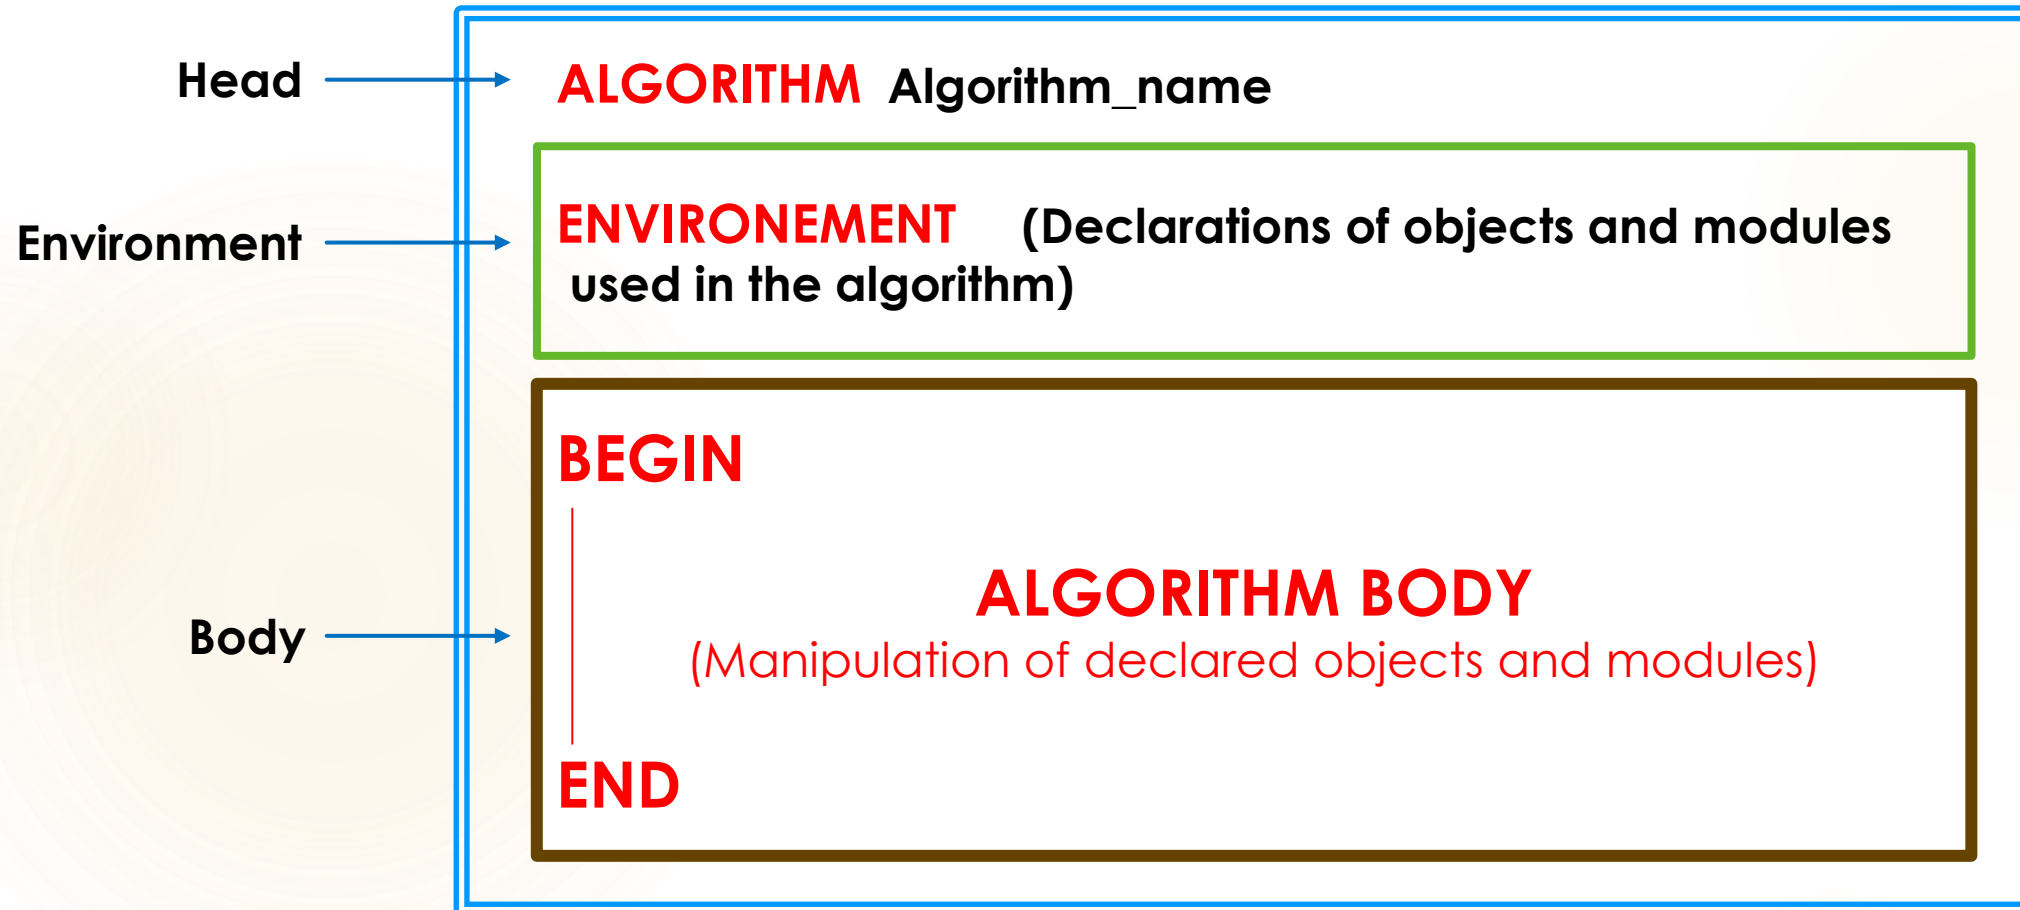 Head
ALGORITHM Algorithm_name
Environment
ENVIRONEMENT (Declarations of objects and modules
used in the algorithm)
Body
BEGIN
ALGORITHM BODY
(Manipulation of declared objects and modules)
END